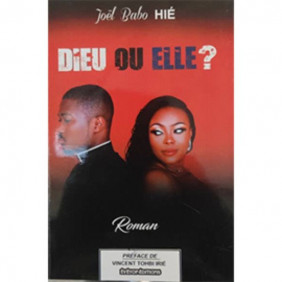 Joël Babo HIÉ
DIEU OU ELLE?
Roman
PRÉFACE DE
VINCENT TOHBI IRIÉ